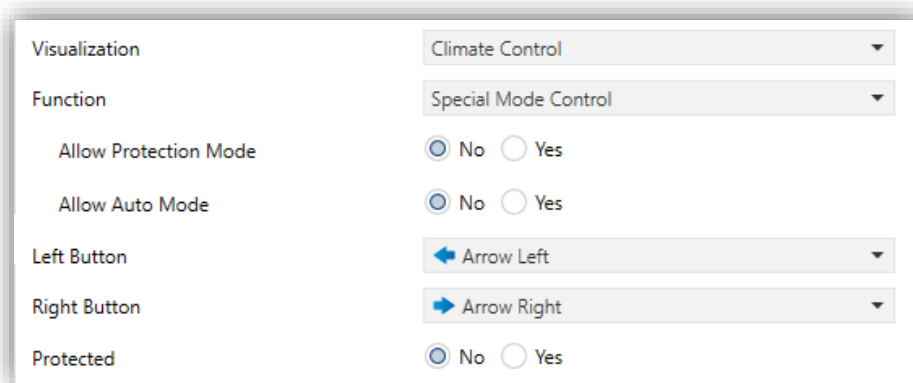 Visualization Climate Control
Function Special Mode Control
Allow Protection Mode No Yes
Allow Auto Mode No Yes
Left Button Arrow Left
Right Button Arrow Right
Protected No Yes